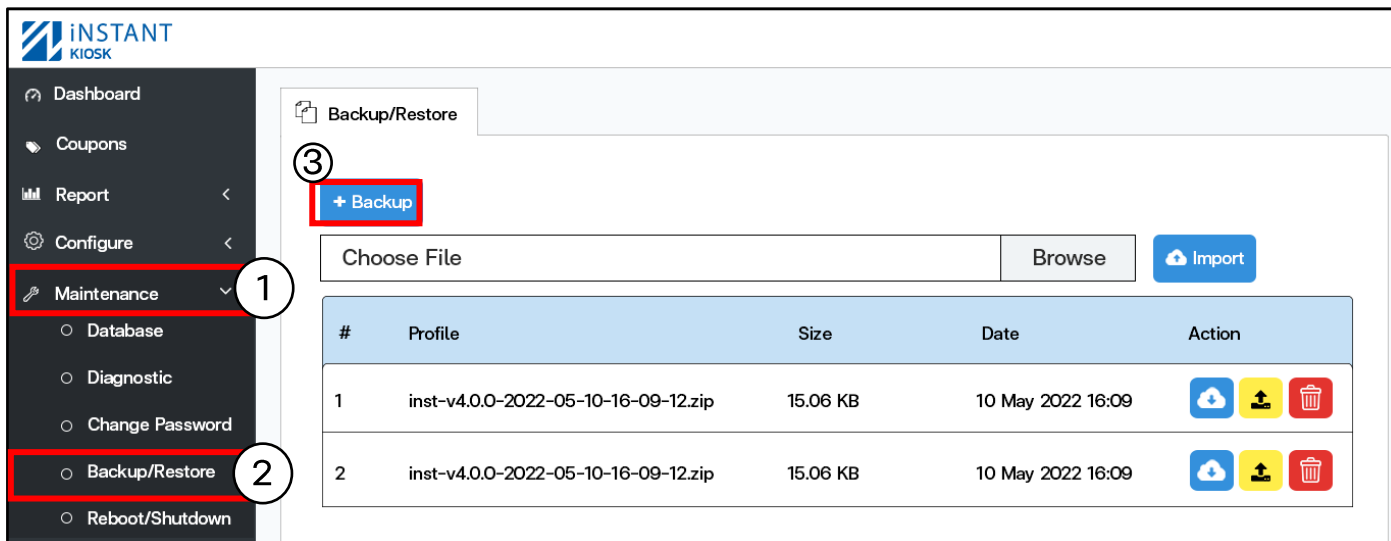 iNSTANT
KIOSK
Dashboard
Coupons
Report
Configure
Maintenance
1
Database
Diagnostic
Change Password
Backup/Restore
2
Reboot/Shutdown
Backup/Restore
3
+ Backup
Choose File Browse Import
# Profile Size Date Action
1 inst-v4.0.0-2022-05-10-16-09-12.zip 15.06 KB 10 May 2022 16:09
2 inst-v4.0.0-2022-05-10-16-09-12.zip 15.06 KB 10 May 2022 16:09